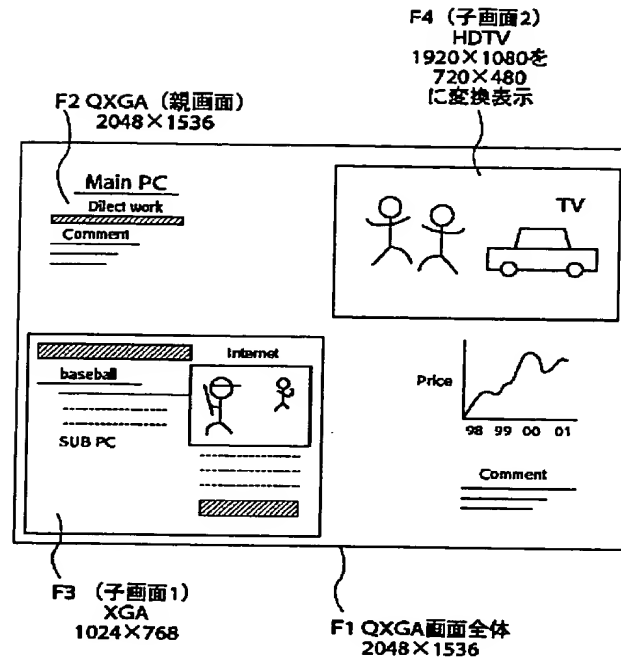 F4（子画面2）
HDTV
1920×1080を
720×480
に変換表示
F2 QXGA（親画面）
2048×1536
Main PC
Dilect work
Comment
TV
Internet
baseball
SUB PC
Price
98 99 00 01
Comment
F3 （子画面1）
XGA
1024×768
F1 QXGA画面全体
2048×1536